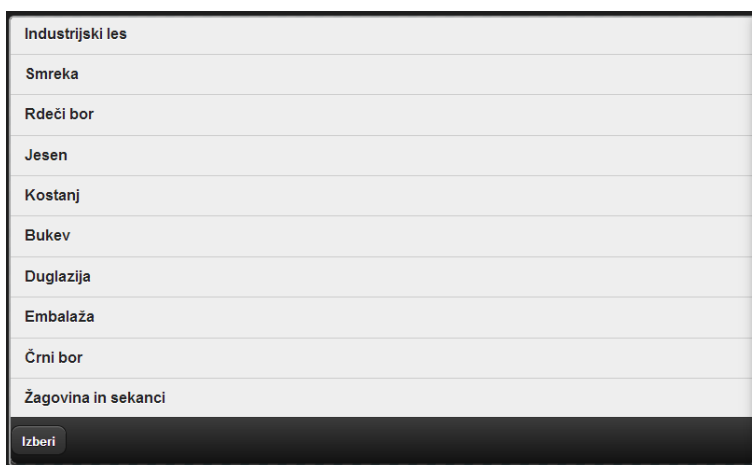 Industrijski les
Smreka
Rdeči bor
Jesen
Kostanj
Bukev
Duglazija
Embalaža
Črni bor
Žagovina in sekanci
Izberi